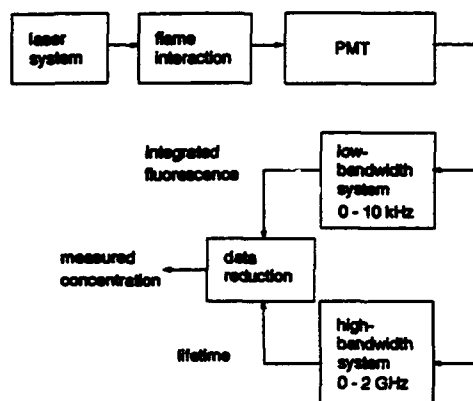 laser
system
flame
interaction
PMT
integrated
fluorescence
low-
bandwidth
system
0 - 10 kHz
measured
concentration
data
reduction
lifetime
high-
bandwidth
system
0 - 2 GHz